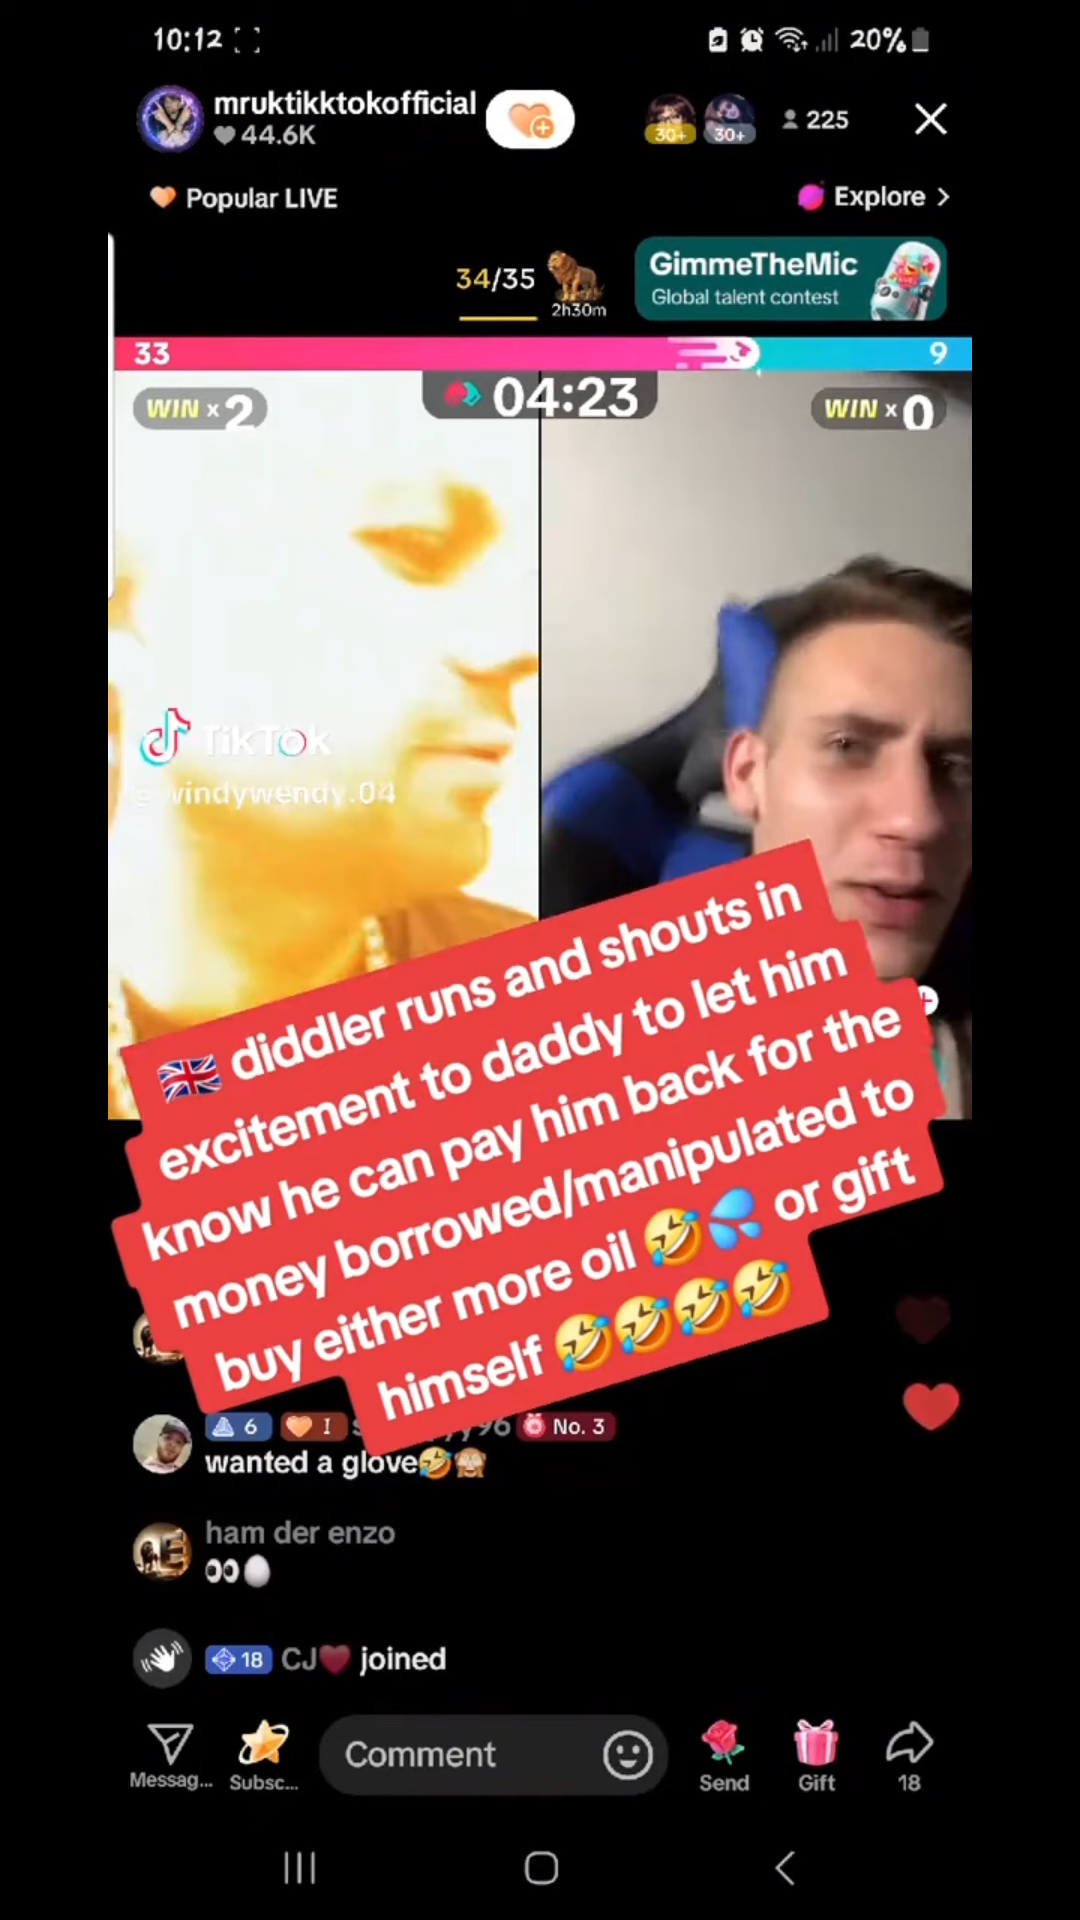 10:12
20%
mruktikktokofficial
44.6K
30+
30+
225
Popular LIVE
Explore >
34/35
2h30m
GimmeTheMic
Global talent contest
33
9
WIN x 2
04:23
WIN x 0
TikTok
windywendy.04
🇬🇧 diddler runs and shouts in
excitement to daddy to let him
know he can pay him back for the
money borrowed/manipulated to
buy either more oil 🤣💦 or gift
himself 🤣🤣🤣🤣
6
I
No. 3
wanted a glove🤣🙈
ham der enzo
👀🥚
18 CJ❤️ joined
Messag...
Subsc...
Comment
Send
Gift
18